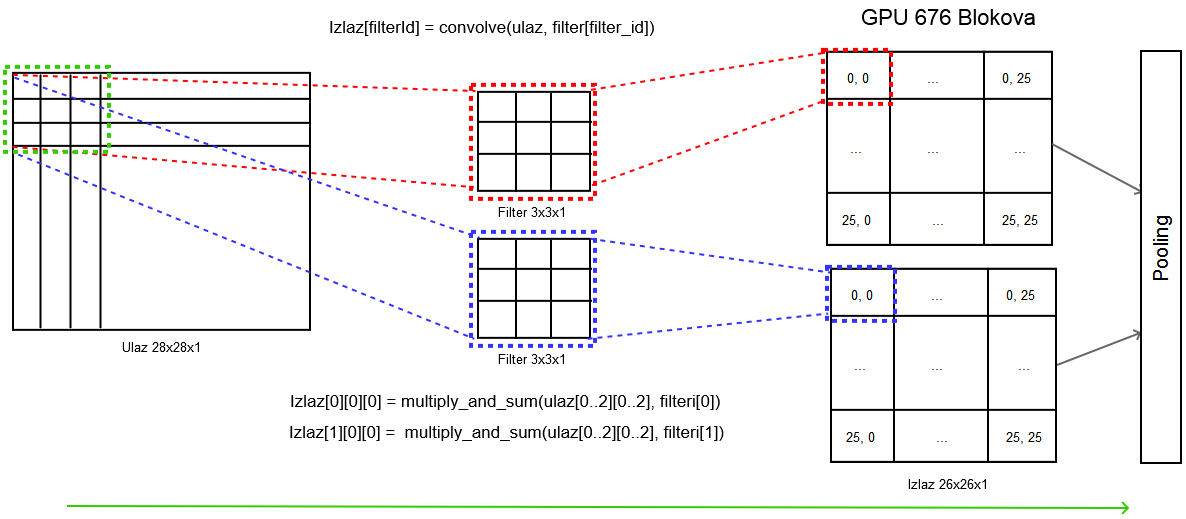 GPU 676 Blokova
Izlaz[filterId] = convolve(ulaz, filter[filter_id])
0, 0
...
0, 25
...
...
...
25, 0
...
25, 25
Filter 3x3x1
Pooling
0, 0
...
0, 25
...
...
...
25, 0
...
25, 25
Ulaz 28x28x1
Filter 3x3x1
Izlaz[0][0][0] = multiply_and_sum(ulaz[0..2][0..2], filteri[0])
Izlaz[1][0][0] = multiply_and_sum(ulaz[0..2][0..2], filteri[1])
Izlaz 26x26x1